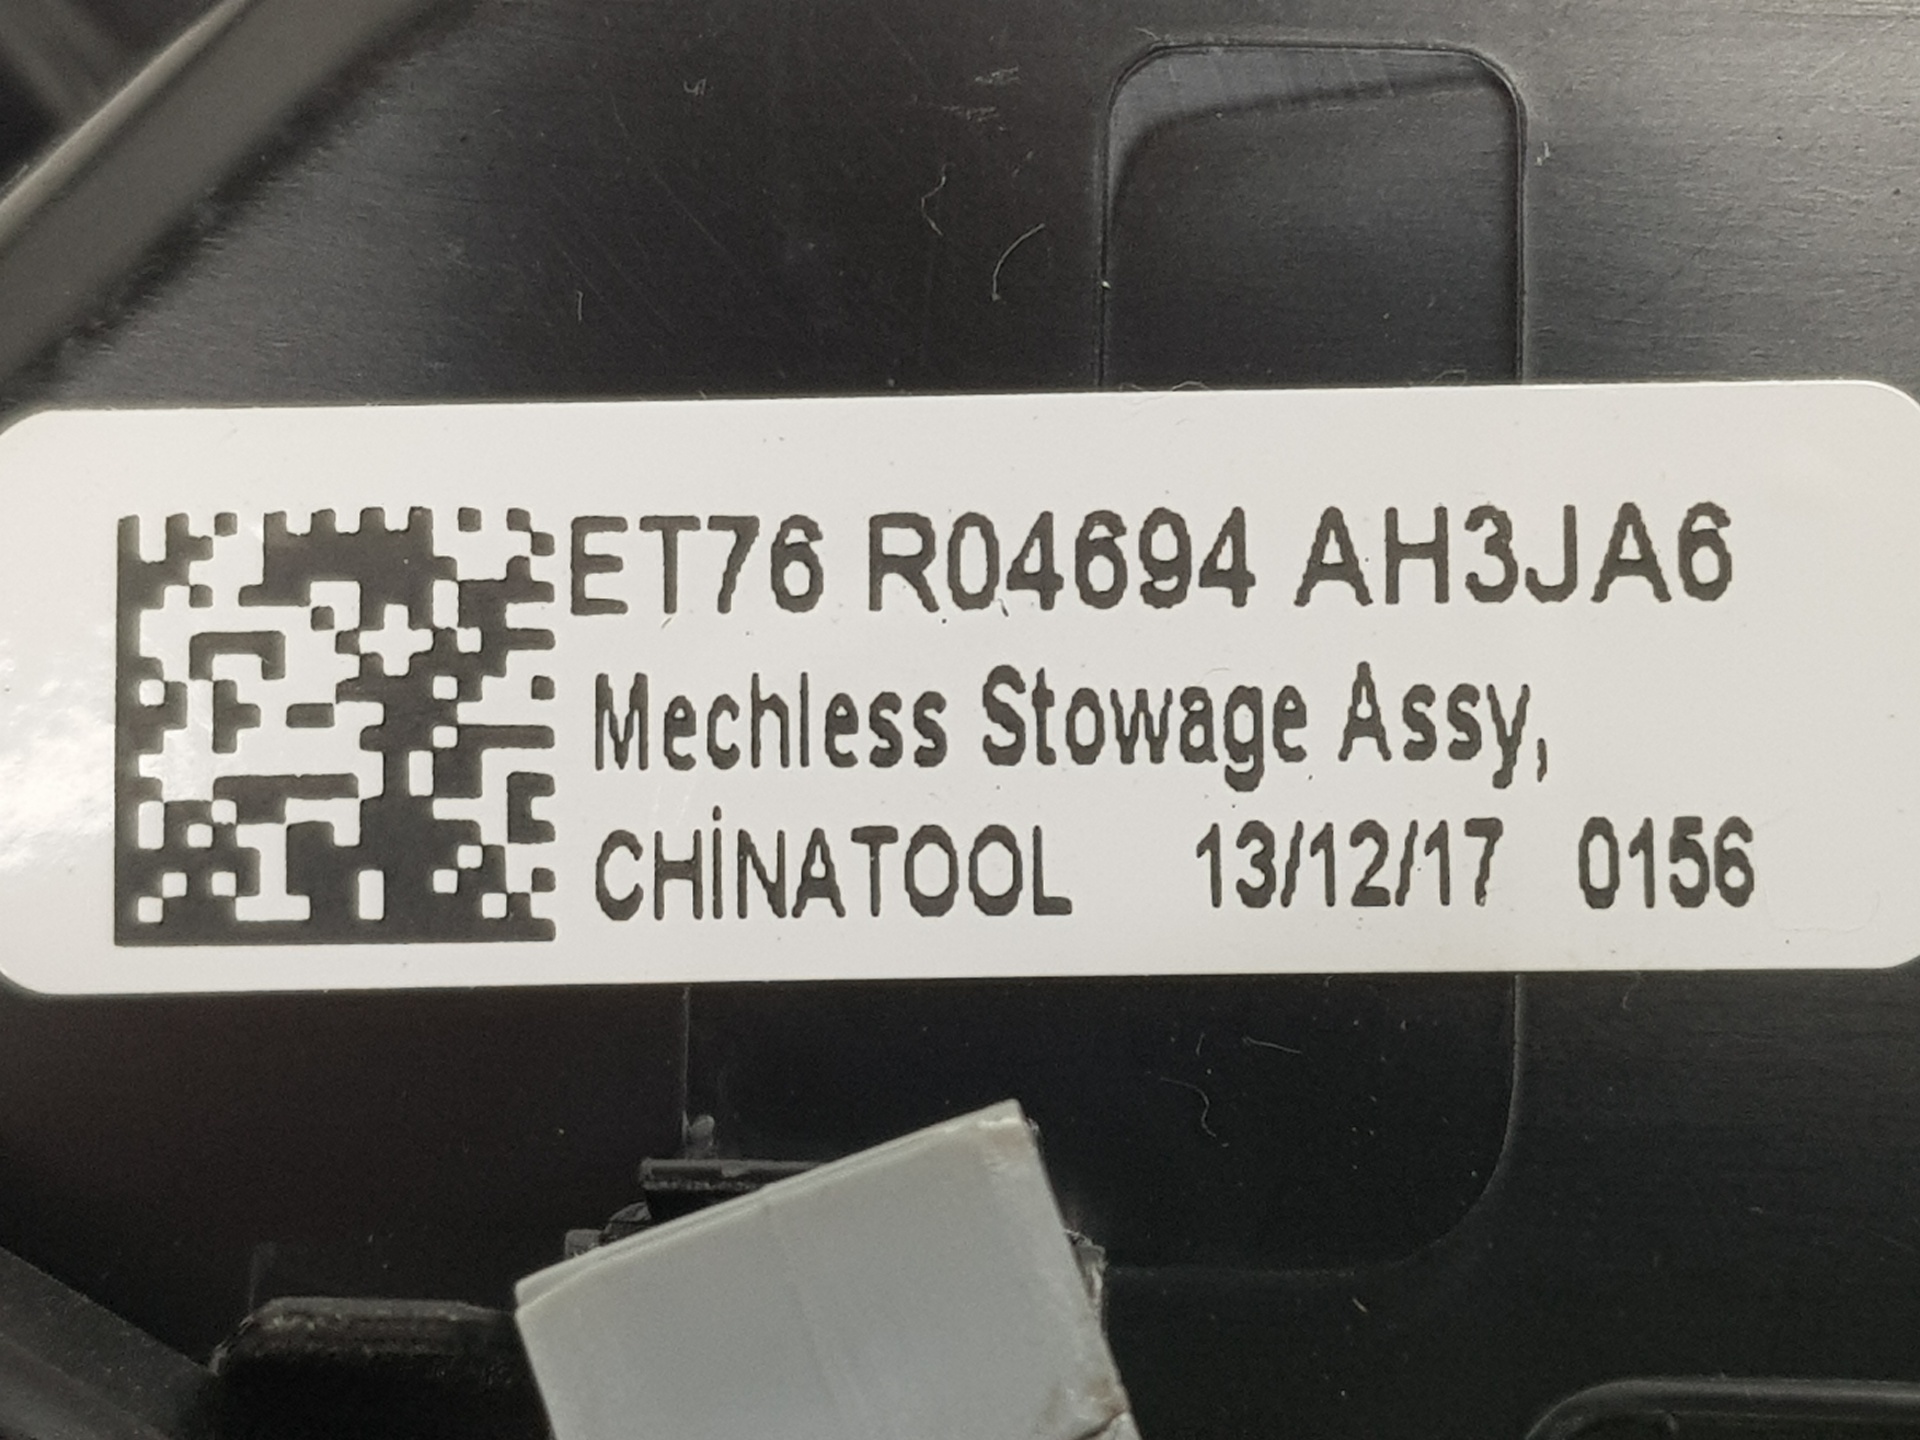 ET76 R04694 AH3JA6
Mechless Stowage Assy,
CHİNATOOL 13/12/17 0156